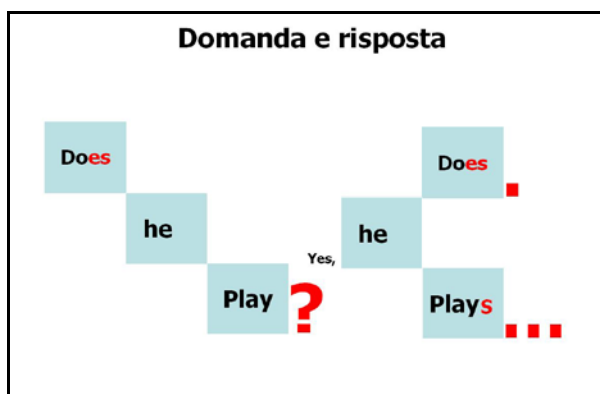 Domanda e risposta
Does
he
Play?
Yes,
he
Does.
Plays...